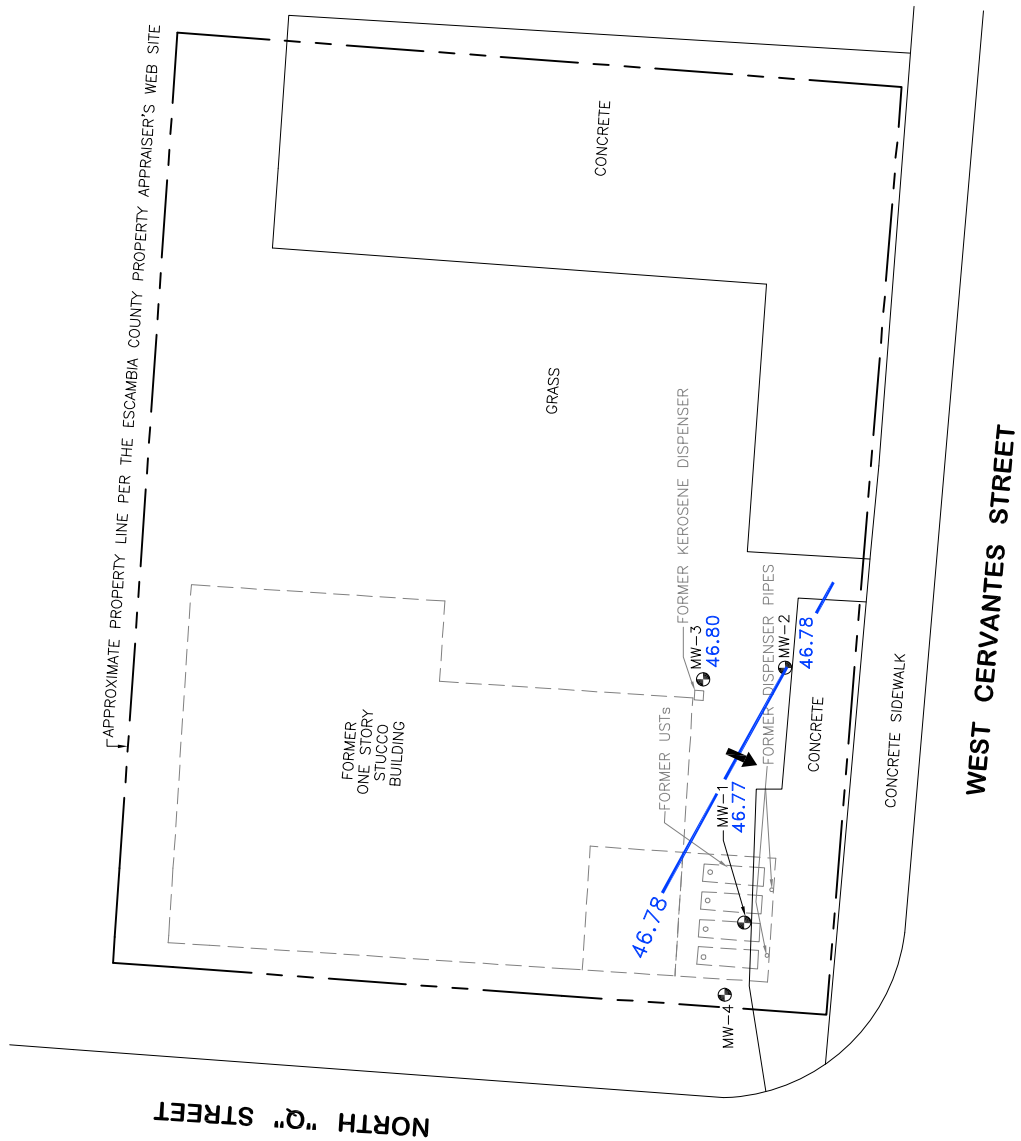 APPROXIMATE PROPERTY LINE PER THE ESCAMBIA COUNTY PROPERTY APPRAISER'S WEB SITE
CONCRETE
GRASS
FORMER
ONE STORY
STUCCO
BUILDING
FORMER KEROSENE DISPENSER
MW-3
46.80
FORMER DISPENSER PIPES
MW-2
46.78
FORMER USTs
MW-1
46.77
46.78
MW-4
CONCRETE
CONCRETE SIDEWALK
WEST CERVANTES STREET
NORTH "Q" STREET